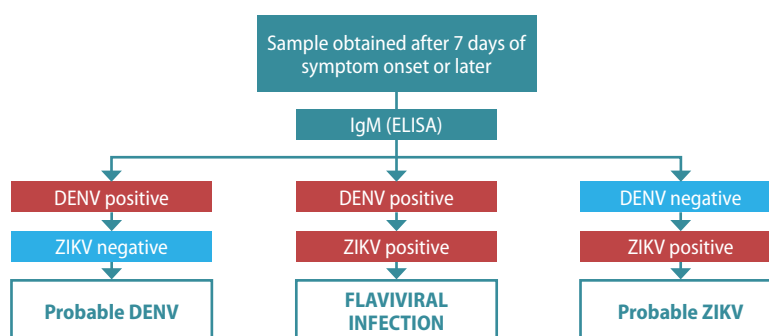 Sample obtained after 7 days of
symptom onset or later
IgM (ELISA)
DENV positive
DENV positive
DENV negative
ZIKV negative
ZIKV positive
ZIKV positive
Probable DENV
FLAVIVIRAL
INFECTION
Probable ZIKV